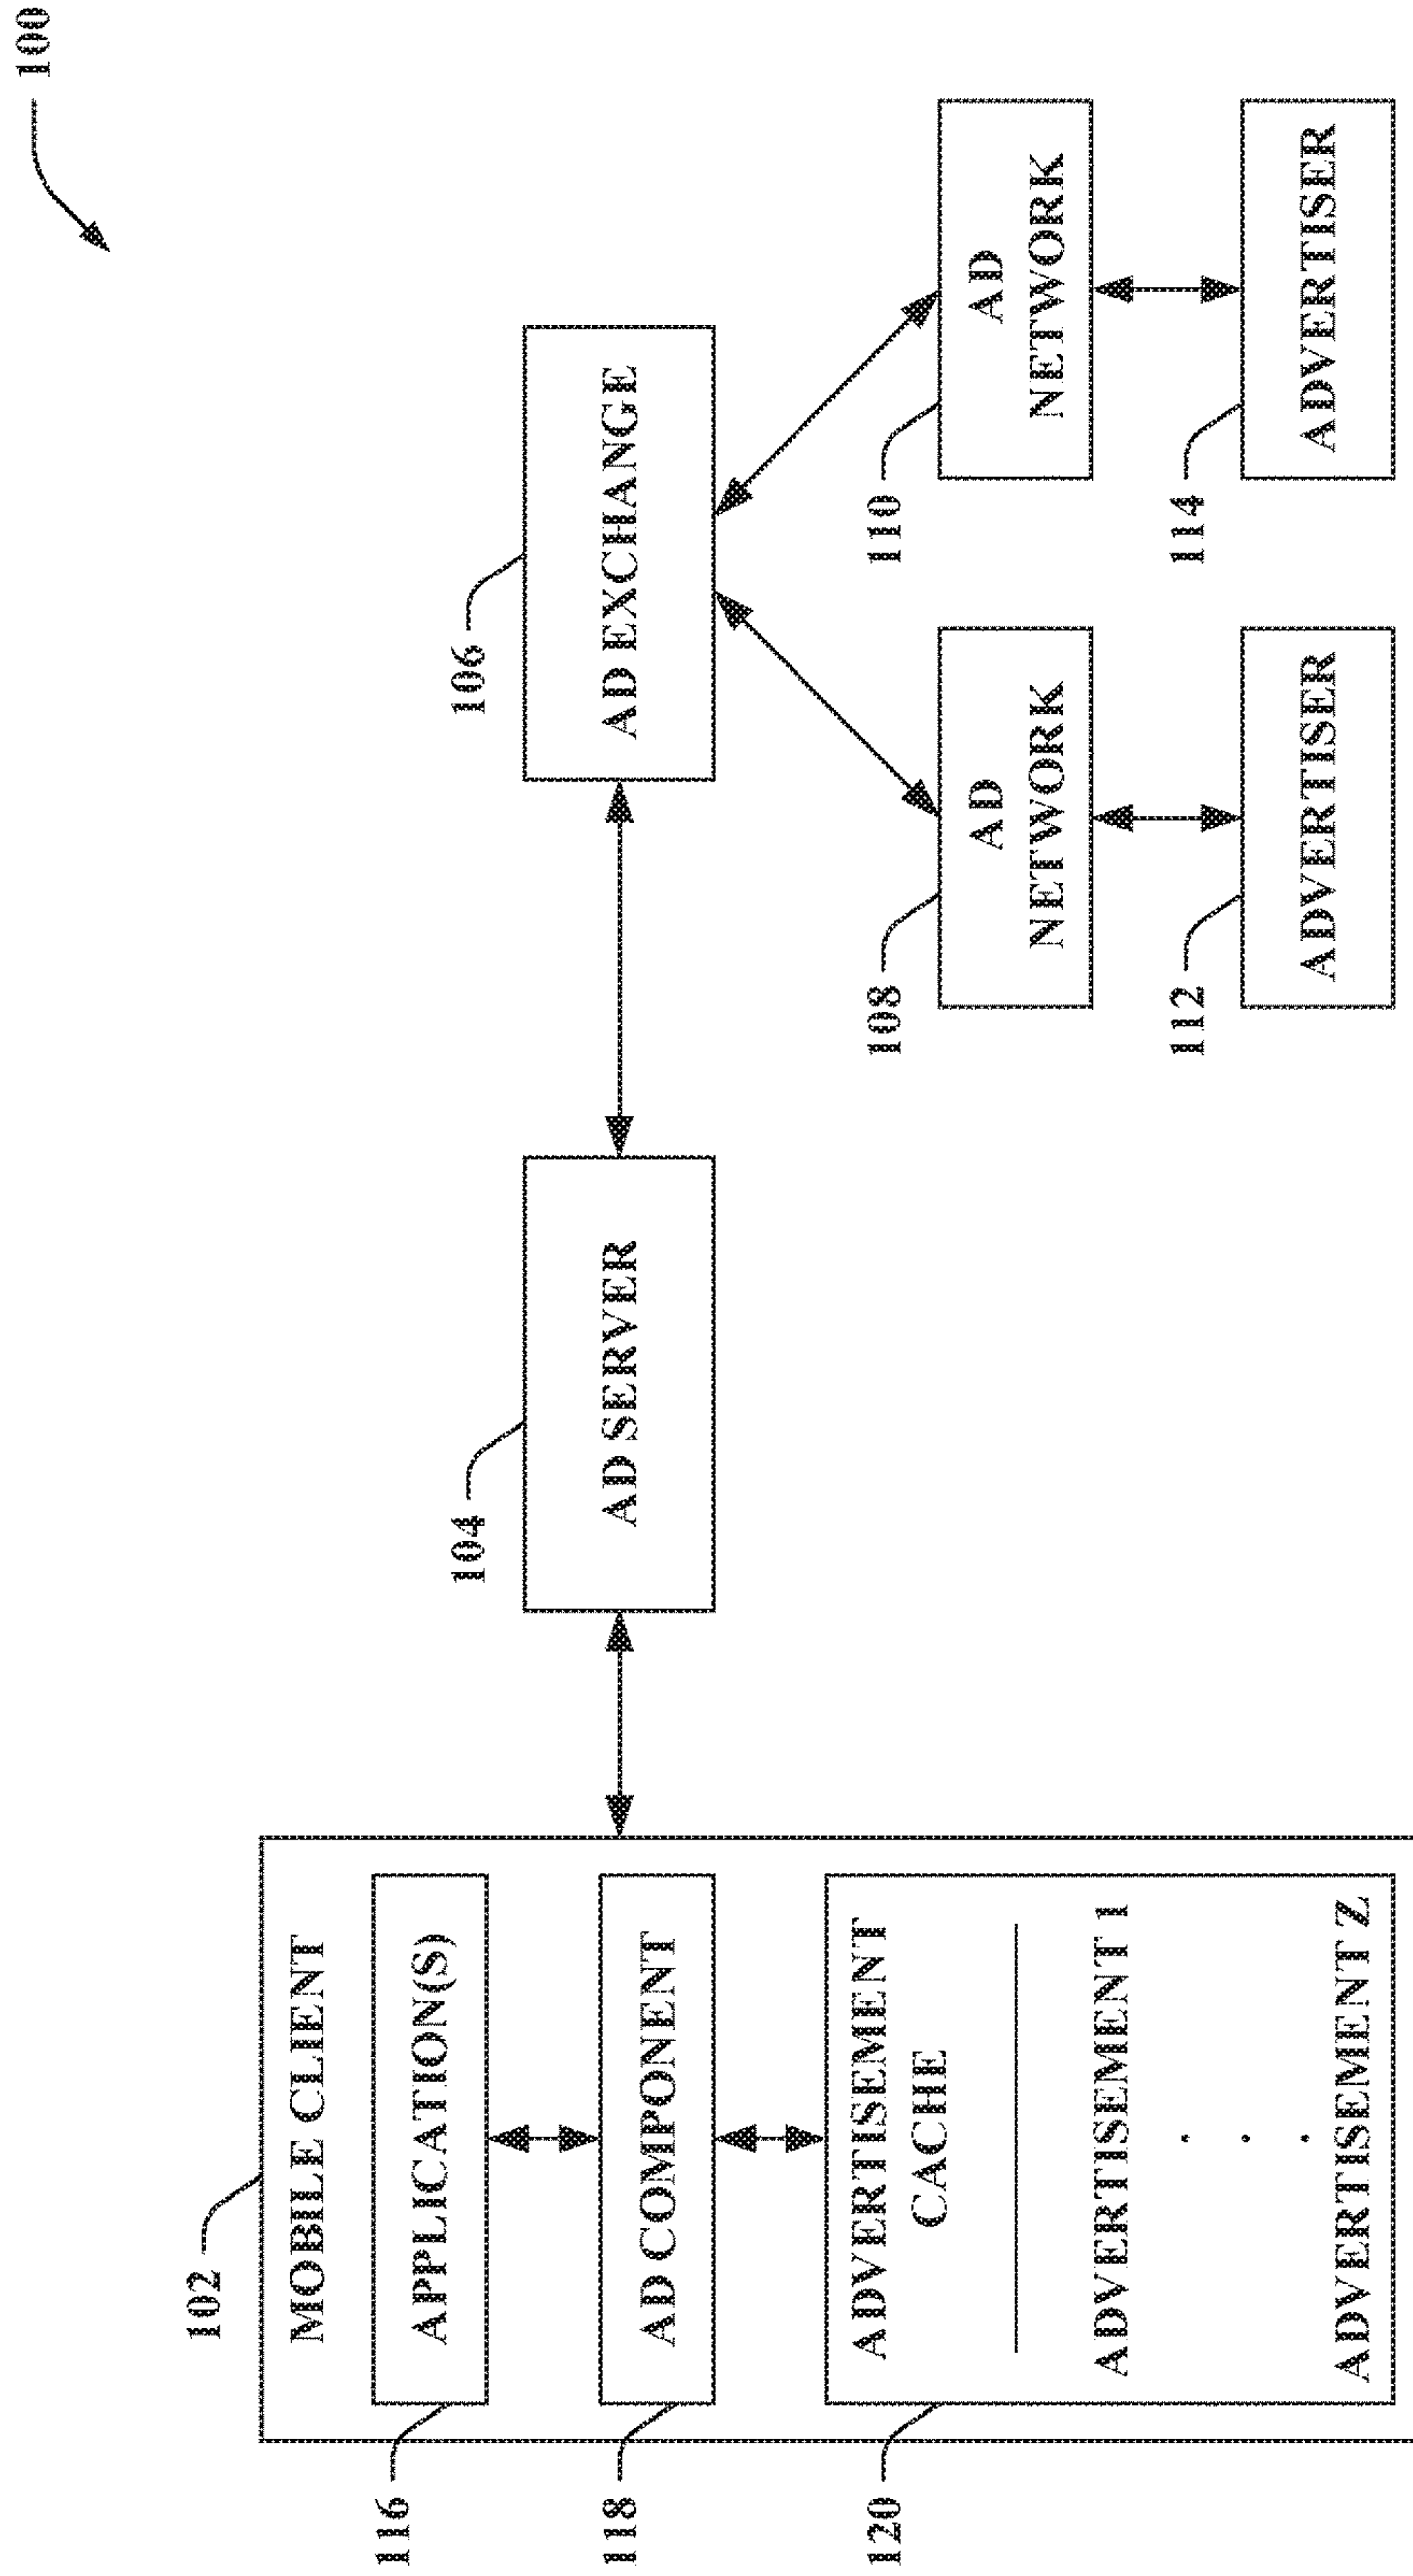 100
102
MOBILE CLIENT
116
APPLICATION(S)
118
AD COMPONENT
120
ADVERTISEMENT
CACHE
ADVERTISEMENT 1
.
.
.
ADVERTISEMENT Z
104
AD SERVER
106
AD EXCHANGE
108
AD
NETWORK
110
AD
NETWORK
112
ADVERTISER
114
ADVERTISER